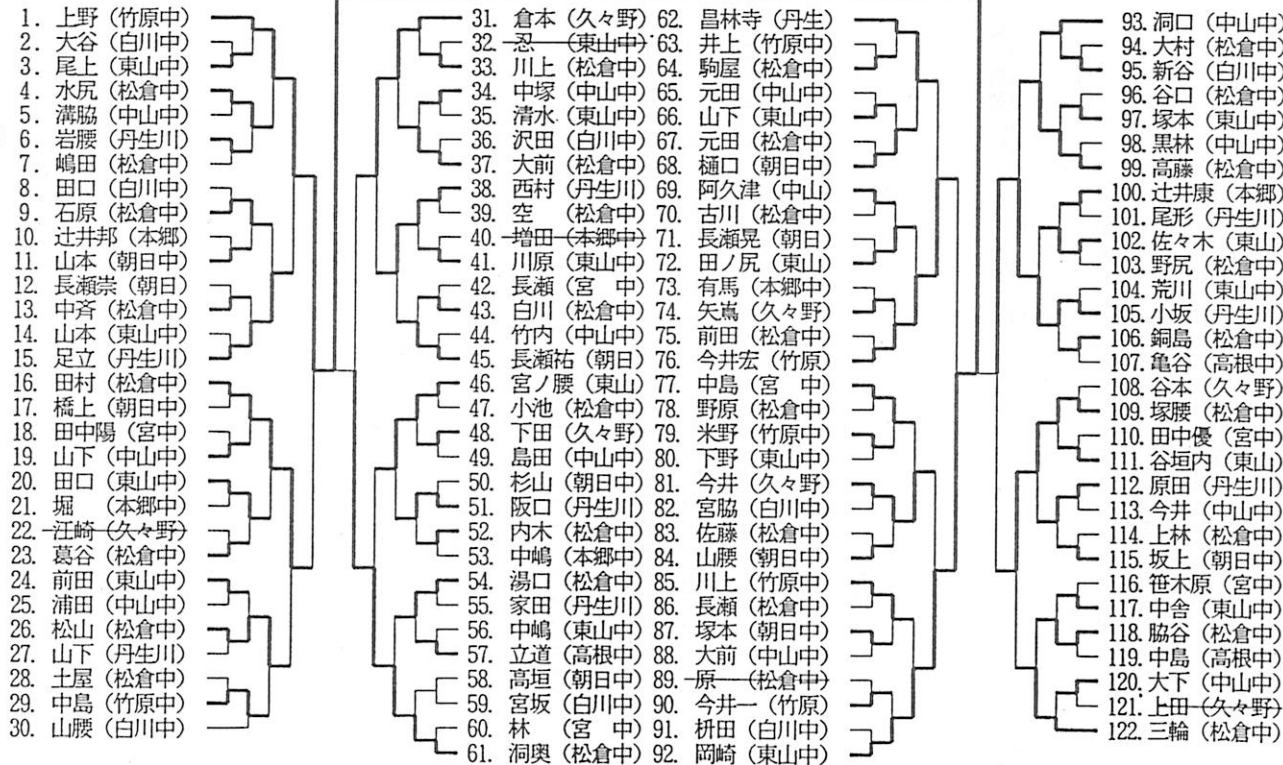 1. 上野(竹原中)
2. 大谷(白川中)
3. 尾上(東山中)
4. 水尻(松倉中)
5. 溝脇(中山中)
6. 岩腰(丹生川)
7. 嶋田(松倉中)
8. 田口(白川中)
9. 石原(松倉中)
10. 辻井邦(本郷)
11. 山本(朝日中)
12. 長瀬崇(朝日)
13. 中斉(松倉中)
14. 山本(東山中)
15. 足立(丹生川)
16. 田村(松倉中)
17. 橋上(朝日中)
18. 田中陽(宮中)
19. 山下(中山中)
20. 田口(東山中)
21. 堀(本郷中)
22. 江崎(久々野)
23. 葛谷(松倉中)
24. 前田(東山中)
25. 浦田(中山中)
26. 松山(松倉中)
27. 山下(丹生川)
28. 土屋(松倉中)
29. 中島(竹原中)
30. 山腰(白川中)
31. 倉本(久々野)
32. 忍(東山中)
33. 川上(松倉中)
34. 中塚(中山中)
35. 清水(東山中)
36. 沢田(白川中)
37. 大前(松倉中)
38. 西村(丹生川)
39. 空(松倉中)
40. 増田(本郷中)
41. 川原(東山中)
42. 長瀬(宮 中)
43. 白川(松倉中)
44. 竹内(中山中)
45. 長瀬祐(朝日)
46. 宮ノ腰(東山)
47. 小池(松倉中)
48. 下田(久々野)
49. 島田(中山中)
50. 杉山(朝日中)
51. 阪口(丹生川)
52. 内木(松倉中)
53. 中嶋(本郷中)
54. 湯口(松倉中)
55. 家田(丹生川)
56. 中嶋(東山中)
57. 立道(高根中)
58. 高垣(朝日中)
59. 宮坂(白川中)
60. 林(宮 中)
61. 洞奥(松倉中)
62. 昌林寺(丹生)
63. 井上(竹原中)
64. 駒屋(松倉中)
65. 元田(中山中)
66. 山下(東山中)
67. 元田(松倉中)
68. 樋口(朝日中)
69. 阿久津(中山)
70. 古川(松倉中)
71. 長瀬晃(朝日)
72. 田ノ尻(東山)
73. 有馬(本郷中)
74. 矢嶌(久々野)
75. 前田(松倉中)
76. 今井宏(竹原)
77. 中島(宮 中)
78. 野原(松倉中)
79. 米野(竹原中)
80. 下野(東山中)
81. 今井(久々野)
82. 宮脇(白川中)
83. 佐藤(松倉中)
84. 山腰(朝日中)
85. 川上(竹原中)
86. 長瀬(松倉中)
87. 塚本(朝日中)
88. 大前(中山中)
89. 原(松倉中)
90. 今井一(竹原)
91. 枡田(白川中)
92. 岡崎(東山中)
93. 洞口(中山中)
94. 大村(松倉中)
95. 新谷(白川中)
96. 谷口(松倉中)
97. 塚本(東山中)
98. 黒林(中山中)
99. 高藤(松倉中)
100. 辻井康(本郷)
101. 尾形(丹生川)
102. 佐々木(東山)
103. 野尻(松倉中)
104. 荒川(東山中)
105. 小坂(丹生川)
106. 銅島(松倉中)
107. 亀谷(高根中)
108. 谷本(久々野)
109. 塚腰(松倉中)
110. 田中優(宮中)
111. 谷垣内(東山)
112. 原田(丹生川)
113. 今井(中山中)
114. 上林(松倉中)
115. 坂上(朝日中)
116. 笹木原(宮中)
117. 中舎(東山中)
118. 脇谷(松倉中)
119. 中島(高根中)
120. 大下(中山中)
121. 上田(久々野)
122. 三輪(松倉中)